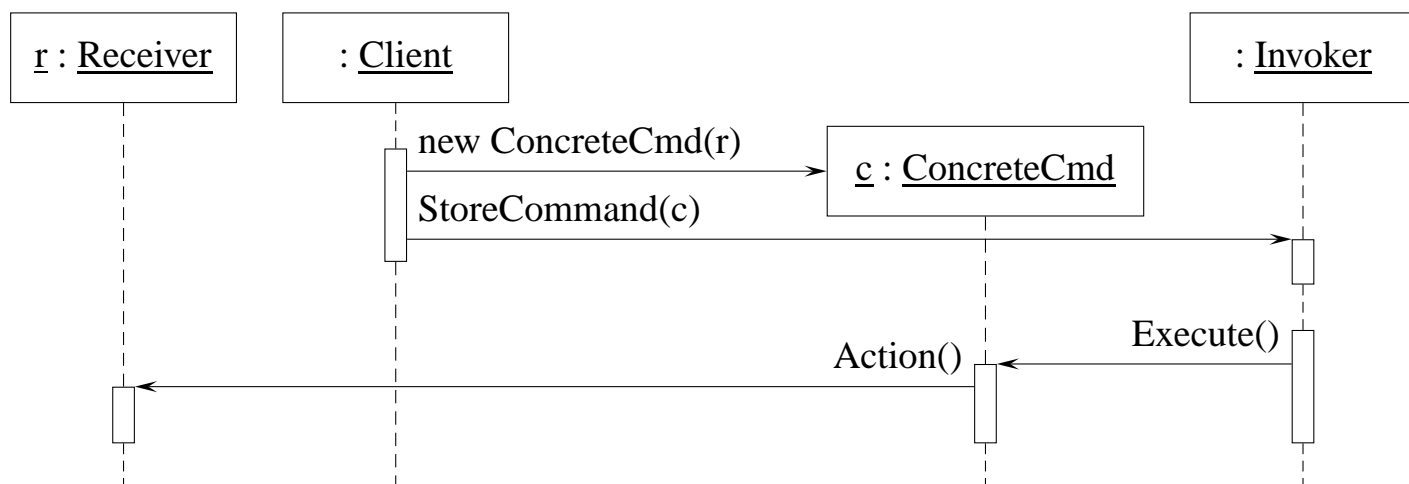 r : Receiver
: Client
: Invoker
new ConcreteCmd(r)
c : ConcreteCmd
StoreCommand(c)
Execute()
Action()